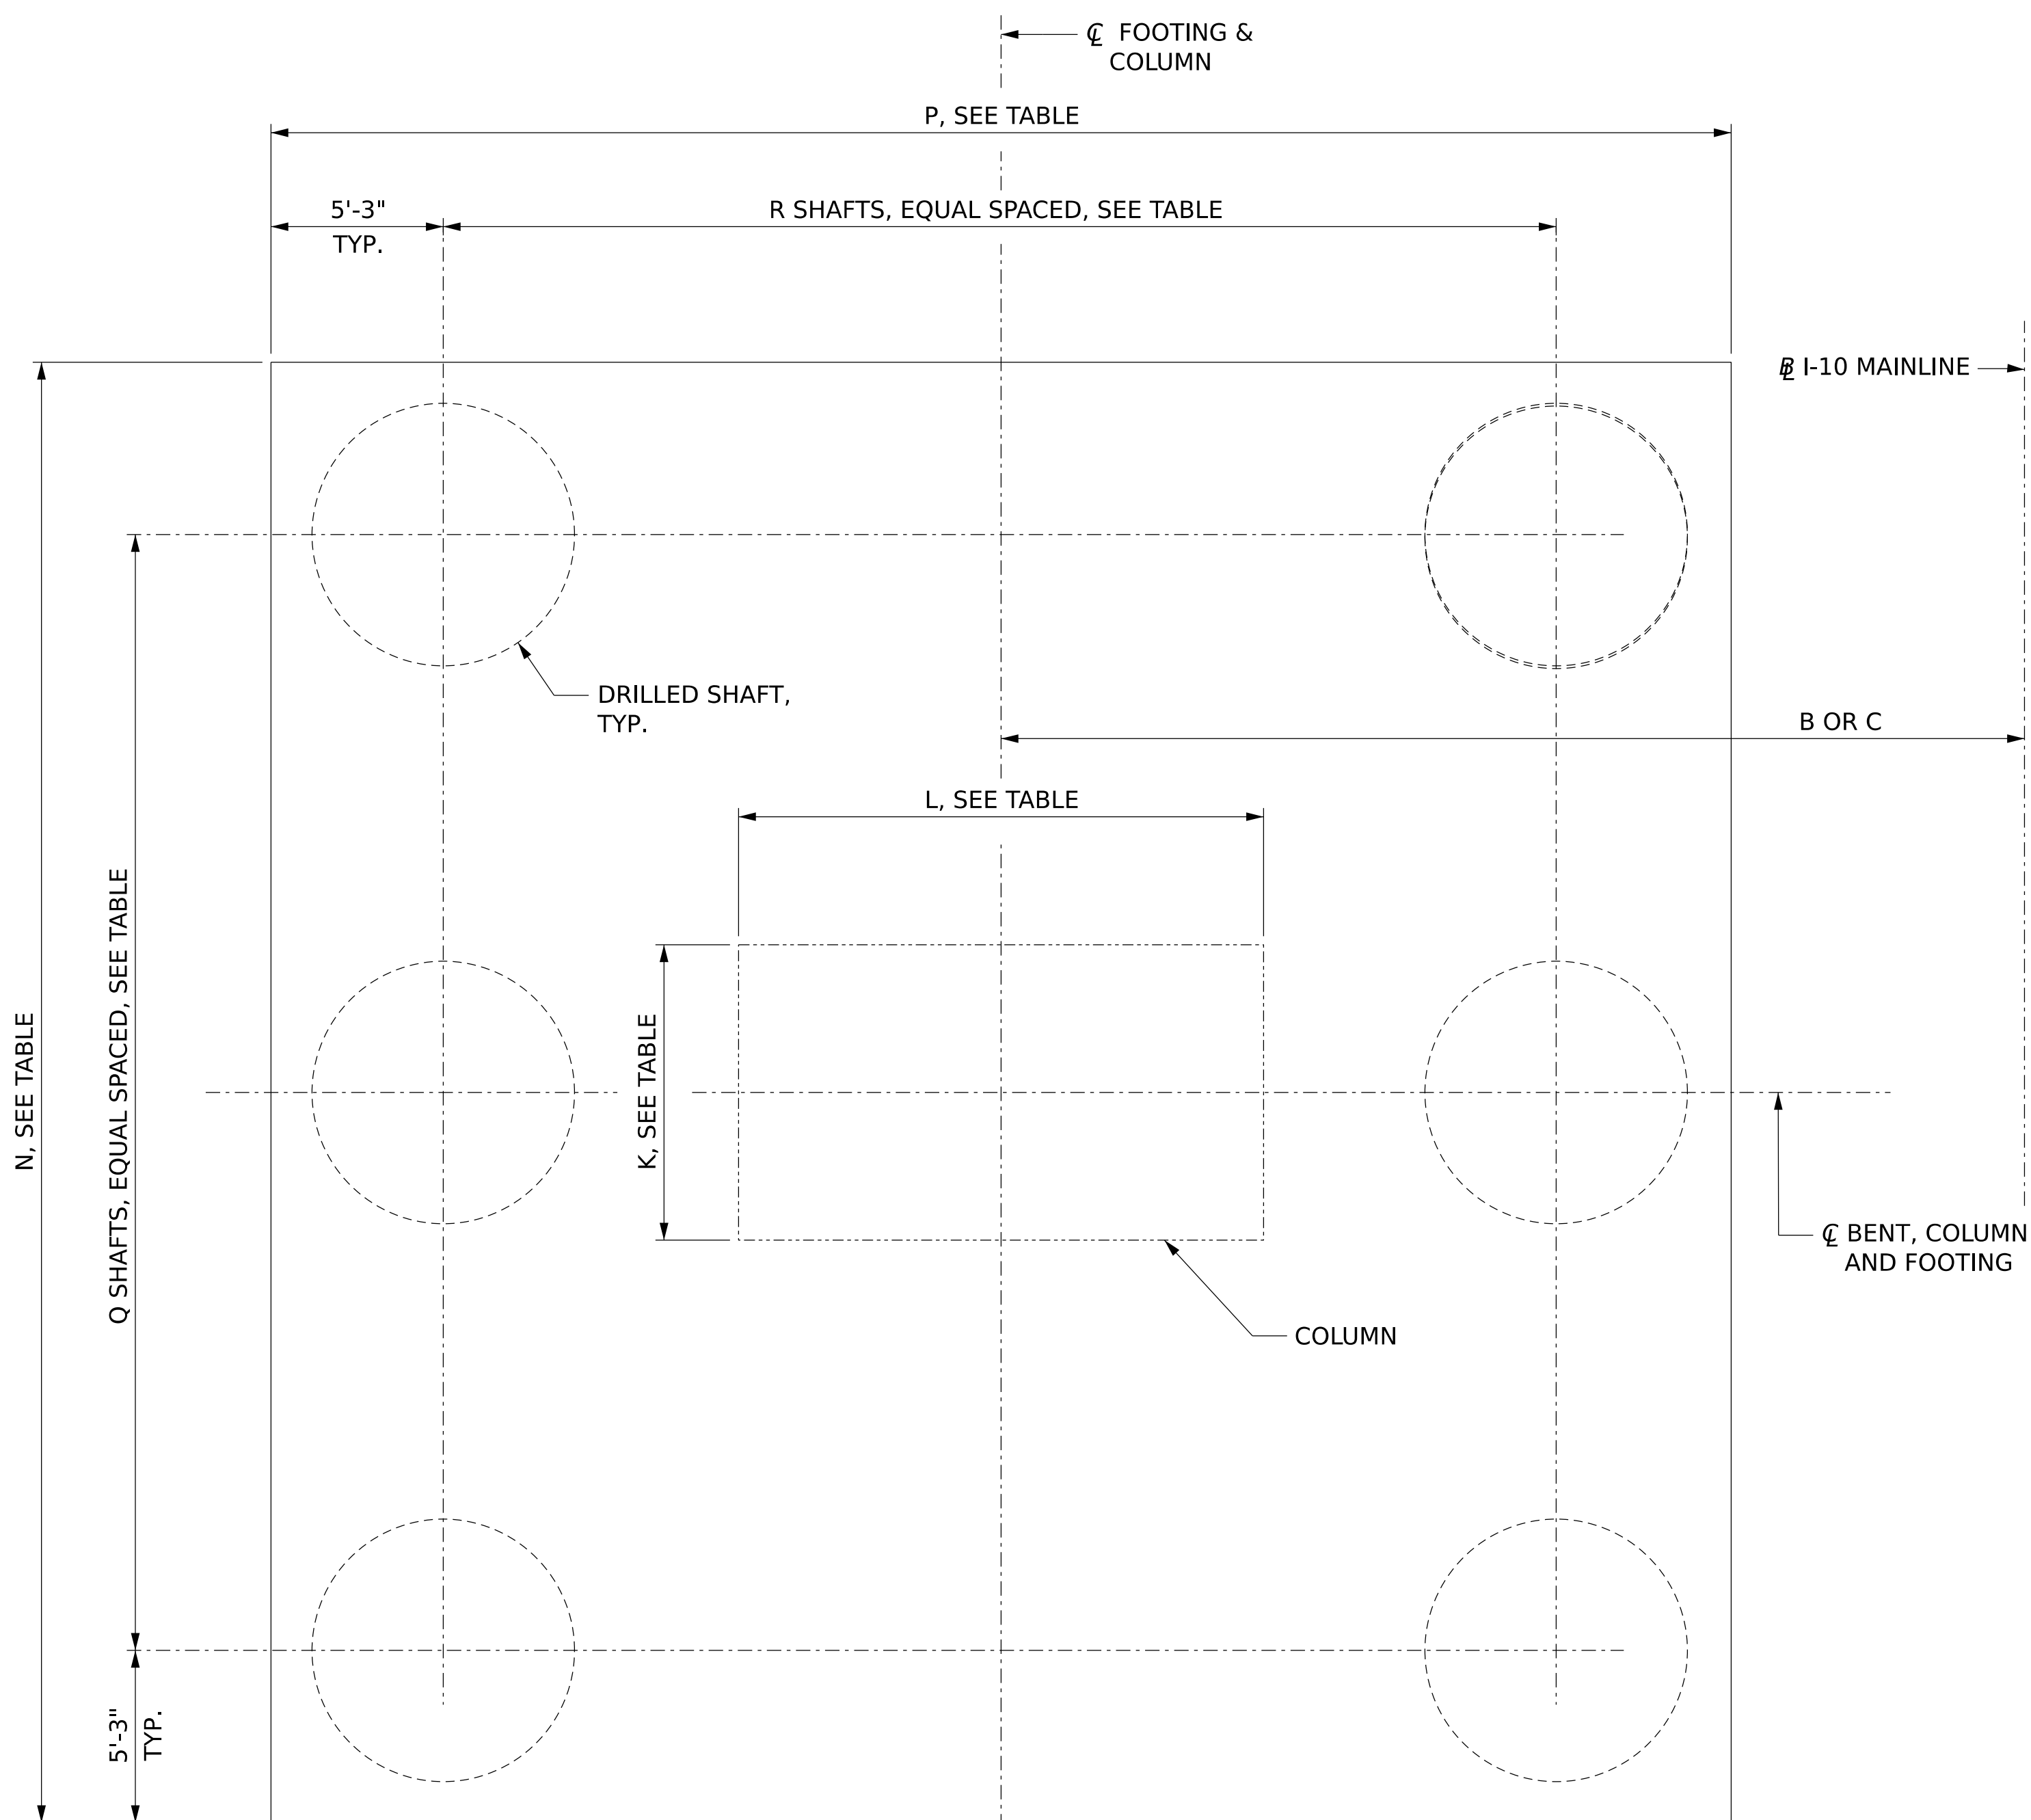 ℄ FOOTING &
COLUMN
P, SEE TABLE
5'-3"
TYP.
R SHAFTS, EQUAL SPACED, SEE TABLE
B̶L I-10 MAINLINE
DRILLED SHAFT,
TYP.
B OR C
L, SEE TABLE
N, SEE TABLE
Q SHAFTS, EQUAL SPACED, SEE TABLE
K, SEE TABLE
℄ BENT, COLUMN
AND FOOTING
COLUMN
5'-3"
TYP.